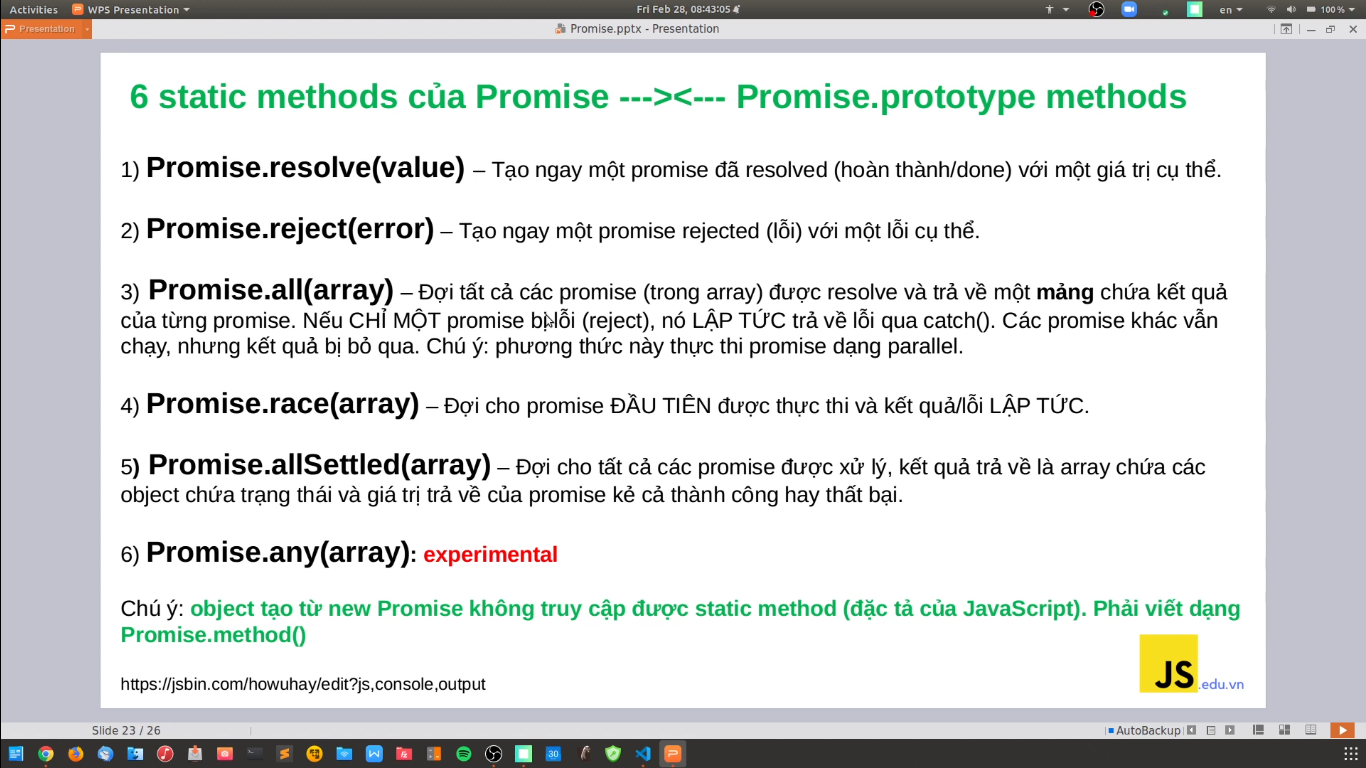 Activities WPS Presentation Fri Feb 28, 08:43:05 en 100 %
Presentation Promise.pptx - Presentation
6 static methods của Promise ---><--- Promise.prototype methods
1) Promise.resolve(value) – Tạo ngay một promise đã resolved (hoàn thành/done) với một giá trị cụ thể.
2) Promise.reject(error) – Tạo ngay một promise rejected (lỗi) với một lỗi cụ thể.
3) Promise.all(array) – Đợi tất cả các promise (trong array) được resolve và trả về một mảng chứa kết quả
của từng promise. Nếu CHỈ MỘT promise bị lỗi (reject), nó LẬP TỨC trả về lỗi qua catch(). Các promise khác vẫn
chạy, nhưng kết quả bị bỏ qua. Chú ý: phương thức này thực thi promise dạng parallel.
4) Promise.race(array) – Đợi cho promise ĐẦU TIÊN được thực thi và kết quả/lỗi LẬP TỨC.
5) Promise.allSettled(array) – Đợi cho tất cả các promise được xử lý, kết quả trả về là array chứa các
object chứa trạng thái và giá trị trả về của promise kẻ cả thành công hay thất bại.
6) Promise.any(array): experimental
Chú ý: object tạo từ new Promise không truy cập được static method (đặc tả của JavaScript). Phải viết dạng
Promise.method()
https://jsbin.com/howuhay/edit?js,console,output
JS.edu.vn
Slide 23 / 26 AutoBackup
30